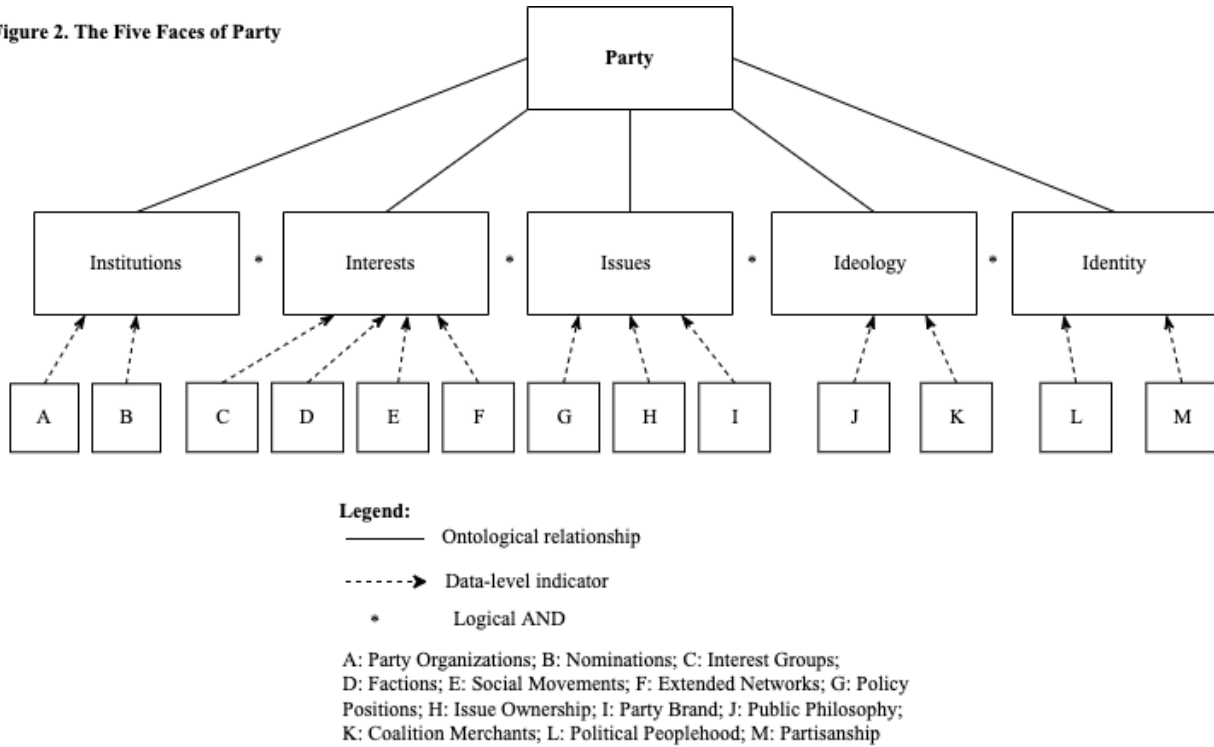 Figure 2. The Five Faces of Party
Party
Institutions * Interests * Issues * Ideology * Identity
A B C D E F G H I J K L M
Legend:
Ontological relationship
Data-level indicator
* Logical AND
A: Party Organizations; B: Nominations; C: Interest Groups;
D: Factions; E: Social Movements; F: Extended Networks; G: Policy
Positions; H: Issue Ownership; I: Party Brand; J: Public Philosophy;
K: Coalition Merchants; L: Political Peoplehood; M: Partisanship